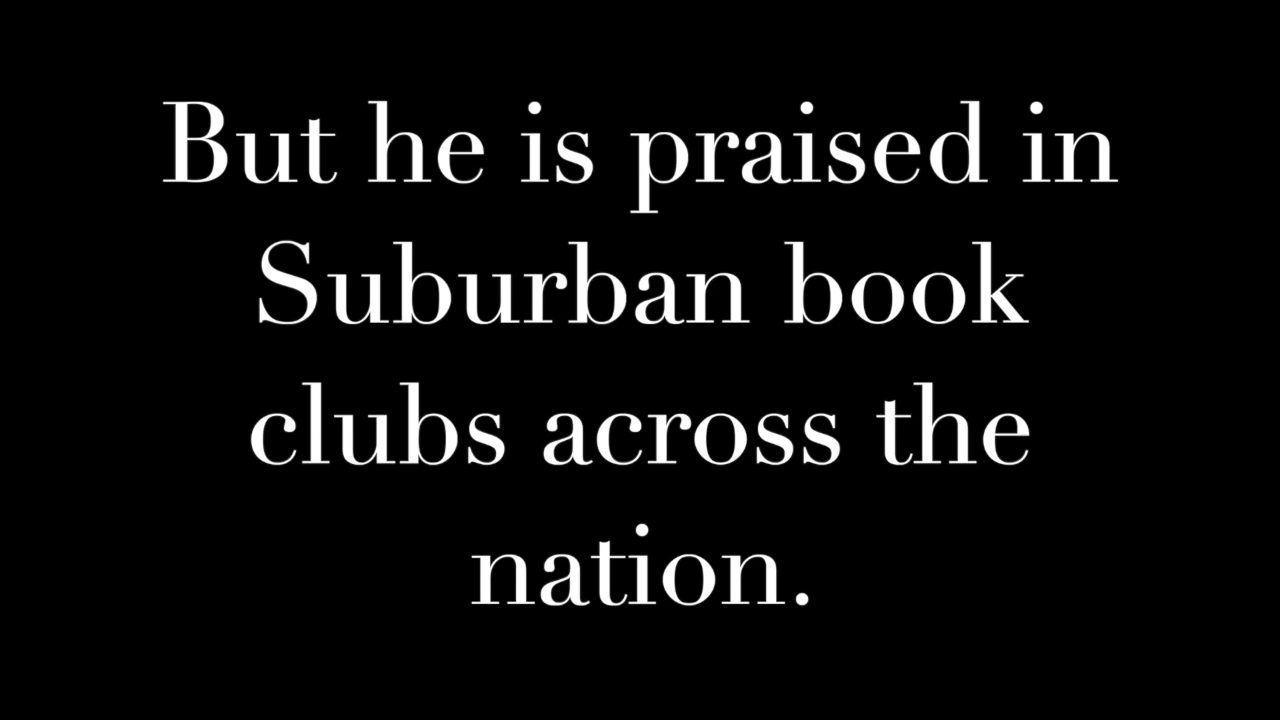 But he is praised in
Suburban book
clubs across the
nation.